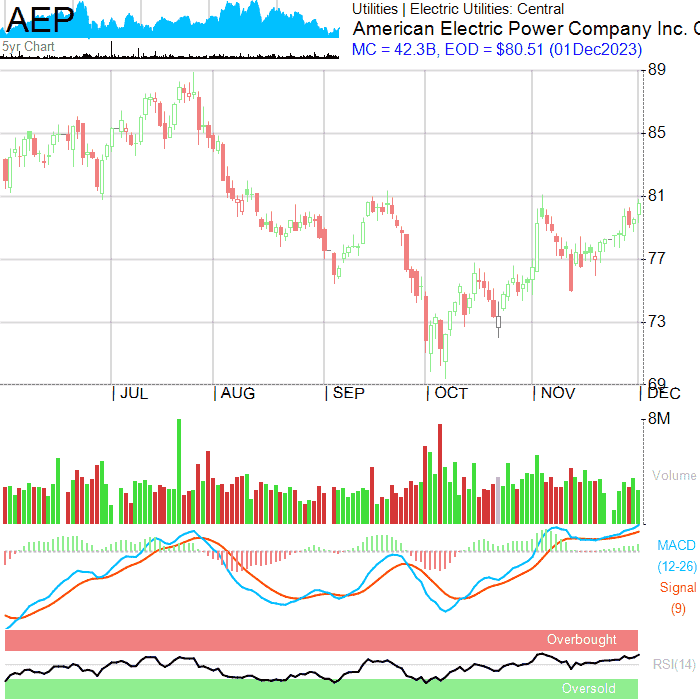 AEP
5yr Chart
Utilities | Electric Utilities: Central
American Electric Power Company Inc. C
MC = 42.3B, EOD = $80.51 (01Dec2023)
89
85
81
77
73
69
JUL
AUG
SEP
OCT
NOV
DEC
8M
Volume
MACD
(12-26)
Signal
(9)
Overbought
RSI(14)
Oversold